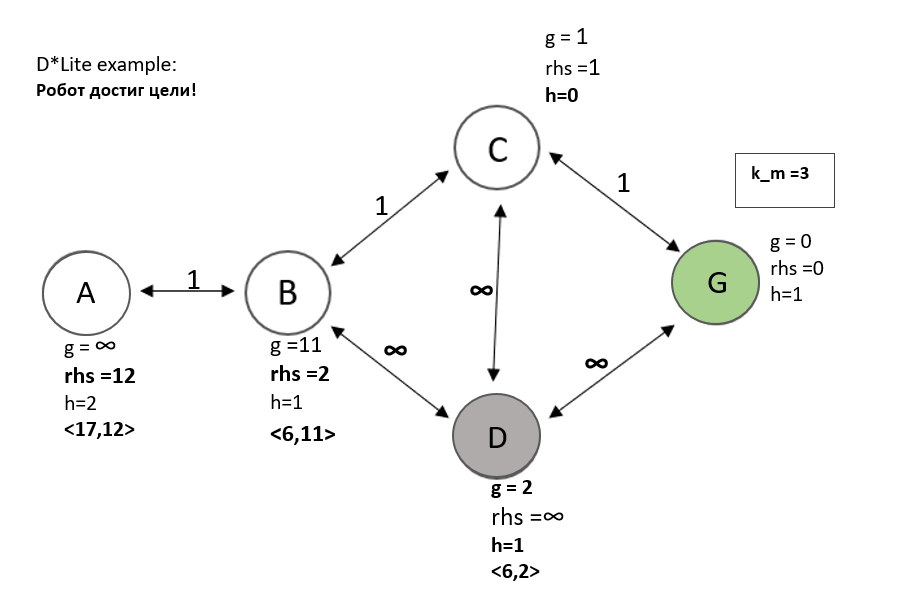 D*Lite example:
Робот достиг цели!
g = 1
rhs =1
h=0
C
k_m =3
1
1
g = 0
rhs =0
h=1
G
A
1
B
∞
g = ∞
rhs =12
h=2
<17,12>
g =11
rhs =2
h=1
<6,11>
∞
∞
D
g = 2
rhs =∞
h=1
<6,2>